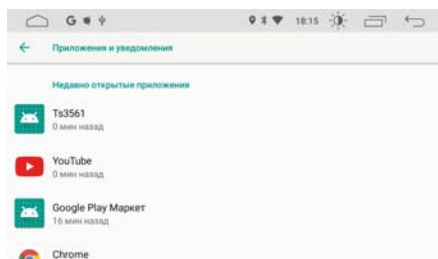 G 18:15
Приложения и уведомления
Недавно открытые приложения
Ts3561
0 мин назад
YouTube
0 мин назад
Google Play Маркет
16 мин назад
Chrome